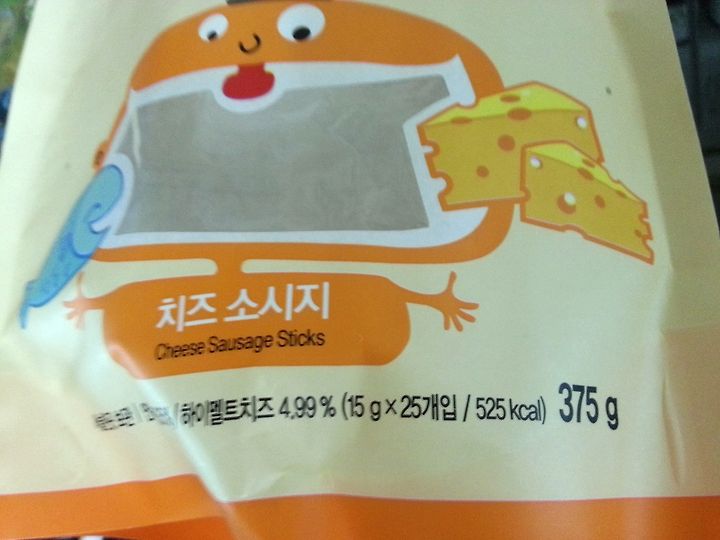 치즈 소시지
Cheese Sausage Sticks
하이멜트치즈 4.99 % (15 g × 25개입 / 525 kcal) 375 g